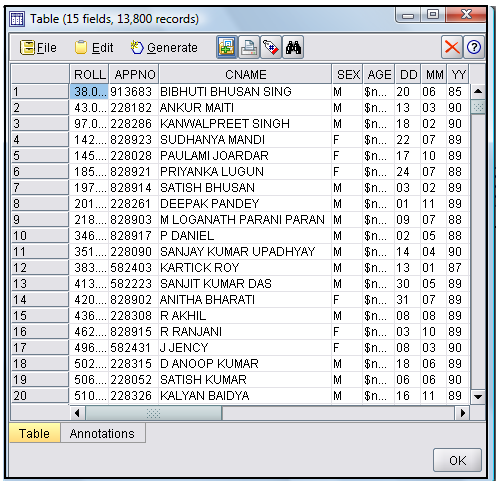 Table (15 fields, 13,800 records)
File Edit Generate
ROLL APPNO CNAME SEX AGE DD MM YY
1 38.0... 913683 BIBHUTI BHUSAN SING M $n... 20 06 85
2 43.0... 228182 ANKUR MAITI M $n... 13 03 90
3 97.0... 228286 KANWALPREET SINGH M $n... 18 02 90
4 142.... 828923 SUDHANYA MANDI F $n... 22 07 89
5 145.... 228028 PAULAMI JOARDAR F $n... 17 10 89
6 185.... 828921 PRIYANKA LUGUN F $n... 24 07 88
7 197.... 828914 SATISH BHUSAN M $n... 03 02 89
8 201.... 228261 DEEPAK PANDEY M $n... 01 11 89
9 218.... 828903 M LOGANATH PARANI PARAN M $n... 09 07 88
10 346.... 828917 P DANIEL M $n... 02 05 88
11 351.... 228090 SANJAY KUMAR UPADHYAY M $n... 14 04 90
12 383.... 582403 KARTICK ROY M $n... 13 01 87
13 413.... 582223 SANJIT KUMAR DAS M $n... 30 05 89
14 420.... 828902 ANITHA BHARATI F $n... 31 07 89
15 436.... 228308 R AKHIL M $n... 08 08 89
16 462.... 828915 R RANJANI F $n... 03 10 89
17 496.... 582431 J JENCY F $n... 08 03 90
18 502.... 228315 D ANOOP KUMAR M $n... 18 06 89
19 506.... 228052 SATISH KUMAR M $n... 06 06 90
20 510.... 228326 KALYAN BAIDYA M $n... 16 11 89
Table Annotations
OK